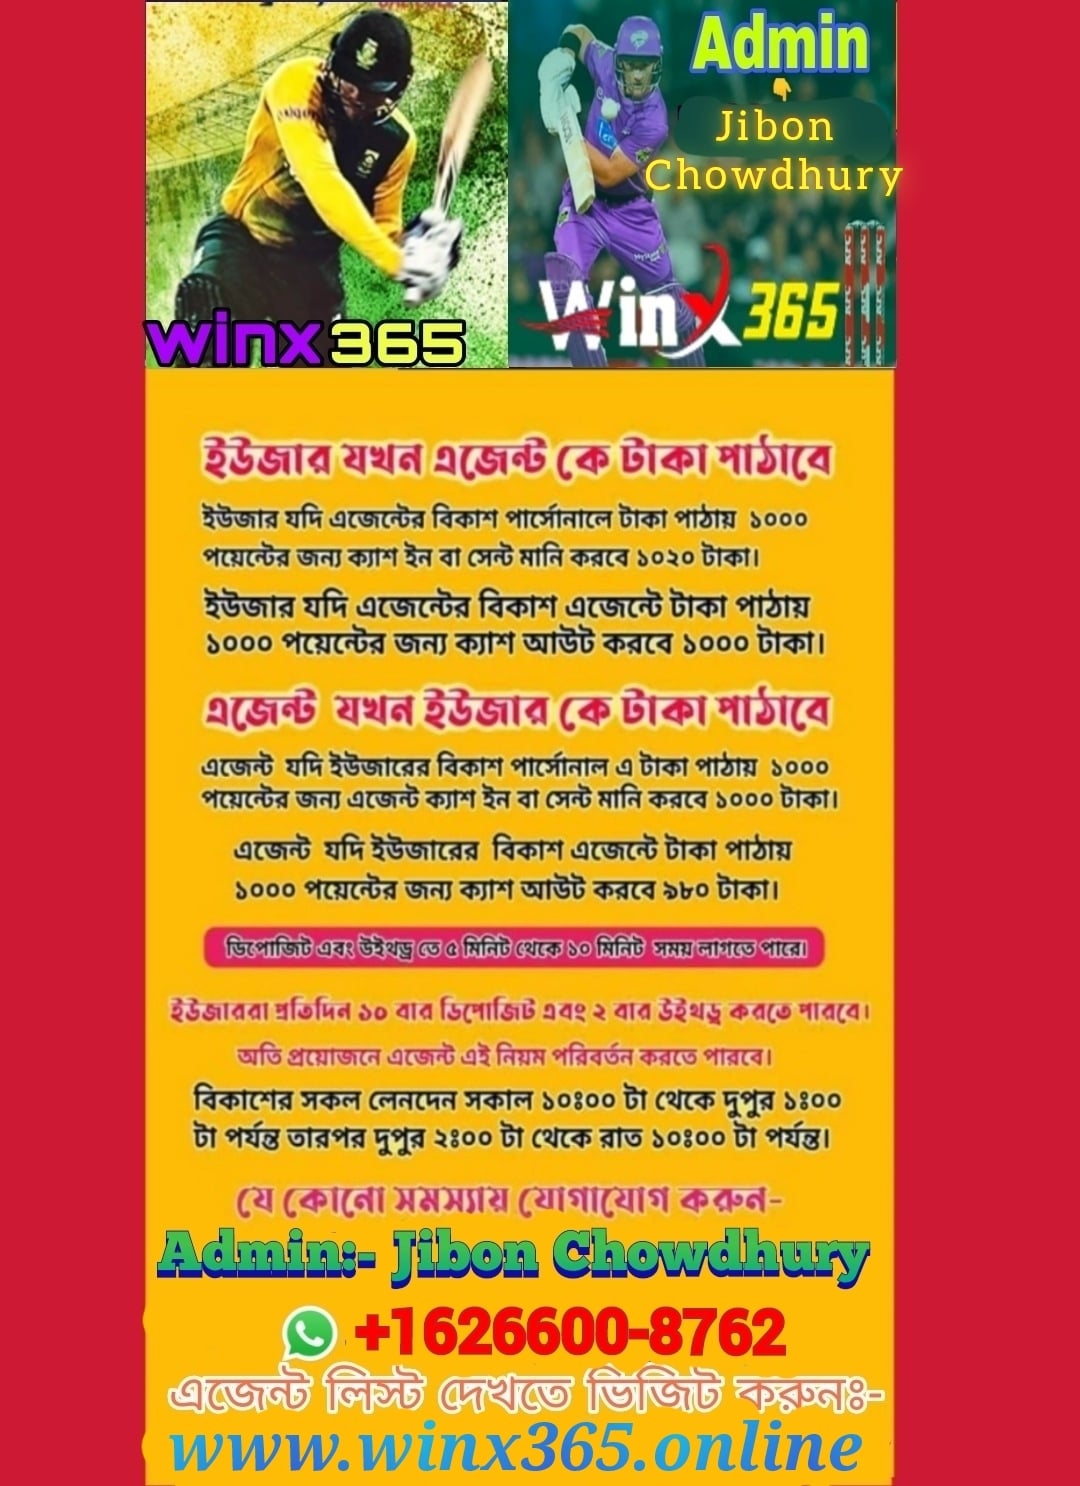 Admin
👇
Jibon
Chowdhury
winx365
WinX365
KFC KFC KFC
ইউজার যখন এজেন্ট কে টাকা পাঠাবে
ইউজার যদি এজেন্টের বিকাশ পার্সোনালে টাকা পাঠায় ১০০০
পয়েন্টের জন্য ক্যাশ ইন বা সেন্ট মানি করবে ১০২০ টাকা।
ইউজার যদি এজেন্টের বিকাশ এজেন্টে টাকা পাঠায়
১০০০ পয়েন্টের জন্য ক্যাশ আউট করবে ১০০০ টাকা।
এজেন্ট যখন ইউজার কে টাকা পাঠাবে
এজেন্ট যদি ইউজারের বিকাশ পার্সোনাল এ টাকা পাঠায় ১০০০
পয়েন্টের জন্য এজেন্ট ক্যাশ ইন বা সেন্ট মানি করবে ১০০০ টাকা।
এজেন্ট যদি ইউজারের বিকাশ এজেন্টে টাকা পাঠায়
১০০০ পয়েন্টের জন্য ক্যাশ আউট করবে ৯৮০ টাকা।
ডিপোজিট এবং উইথড্র তে ৫ মিনিট থেকে ১০ মিনিট সময় লাগতে পারে।
ইউজাররা প্রতিদিন ১০ বার ডিপোজিট এবং ২ বার উইথড্র করতে পারবে।
অতি প্রয়োজনে এজেন্ট এই নিয়ম পরিবর্তন করতে পারবে।
বিকাশের সকল লেনদেন সকাল ১০ঃ০০ টা থেকে দুপুর ১ঃ০০
টা পর্যন্ত তারপর দুপুর ২ঃ০০ টা থেকে রাত ১০ঃ০০ টা পর্যন্ত।
যে কোনো সমস্যায় যোগাযোগ করুন-
Admin:- Jibon Chowdhury
+1626600-8762
এজেন্ট লিস্ট দেখতে ভিজিট করুনঃ-
www.winx365.online